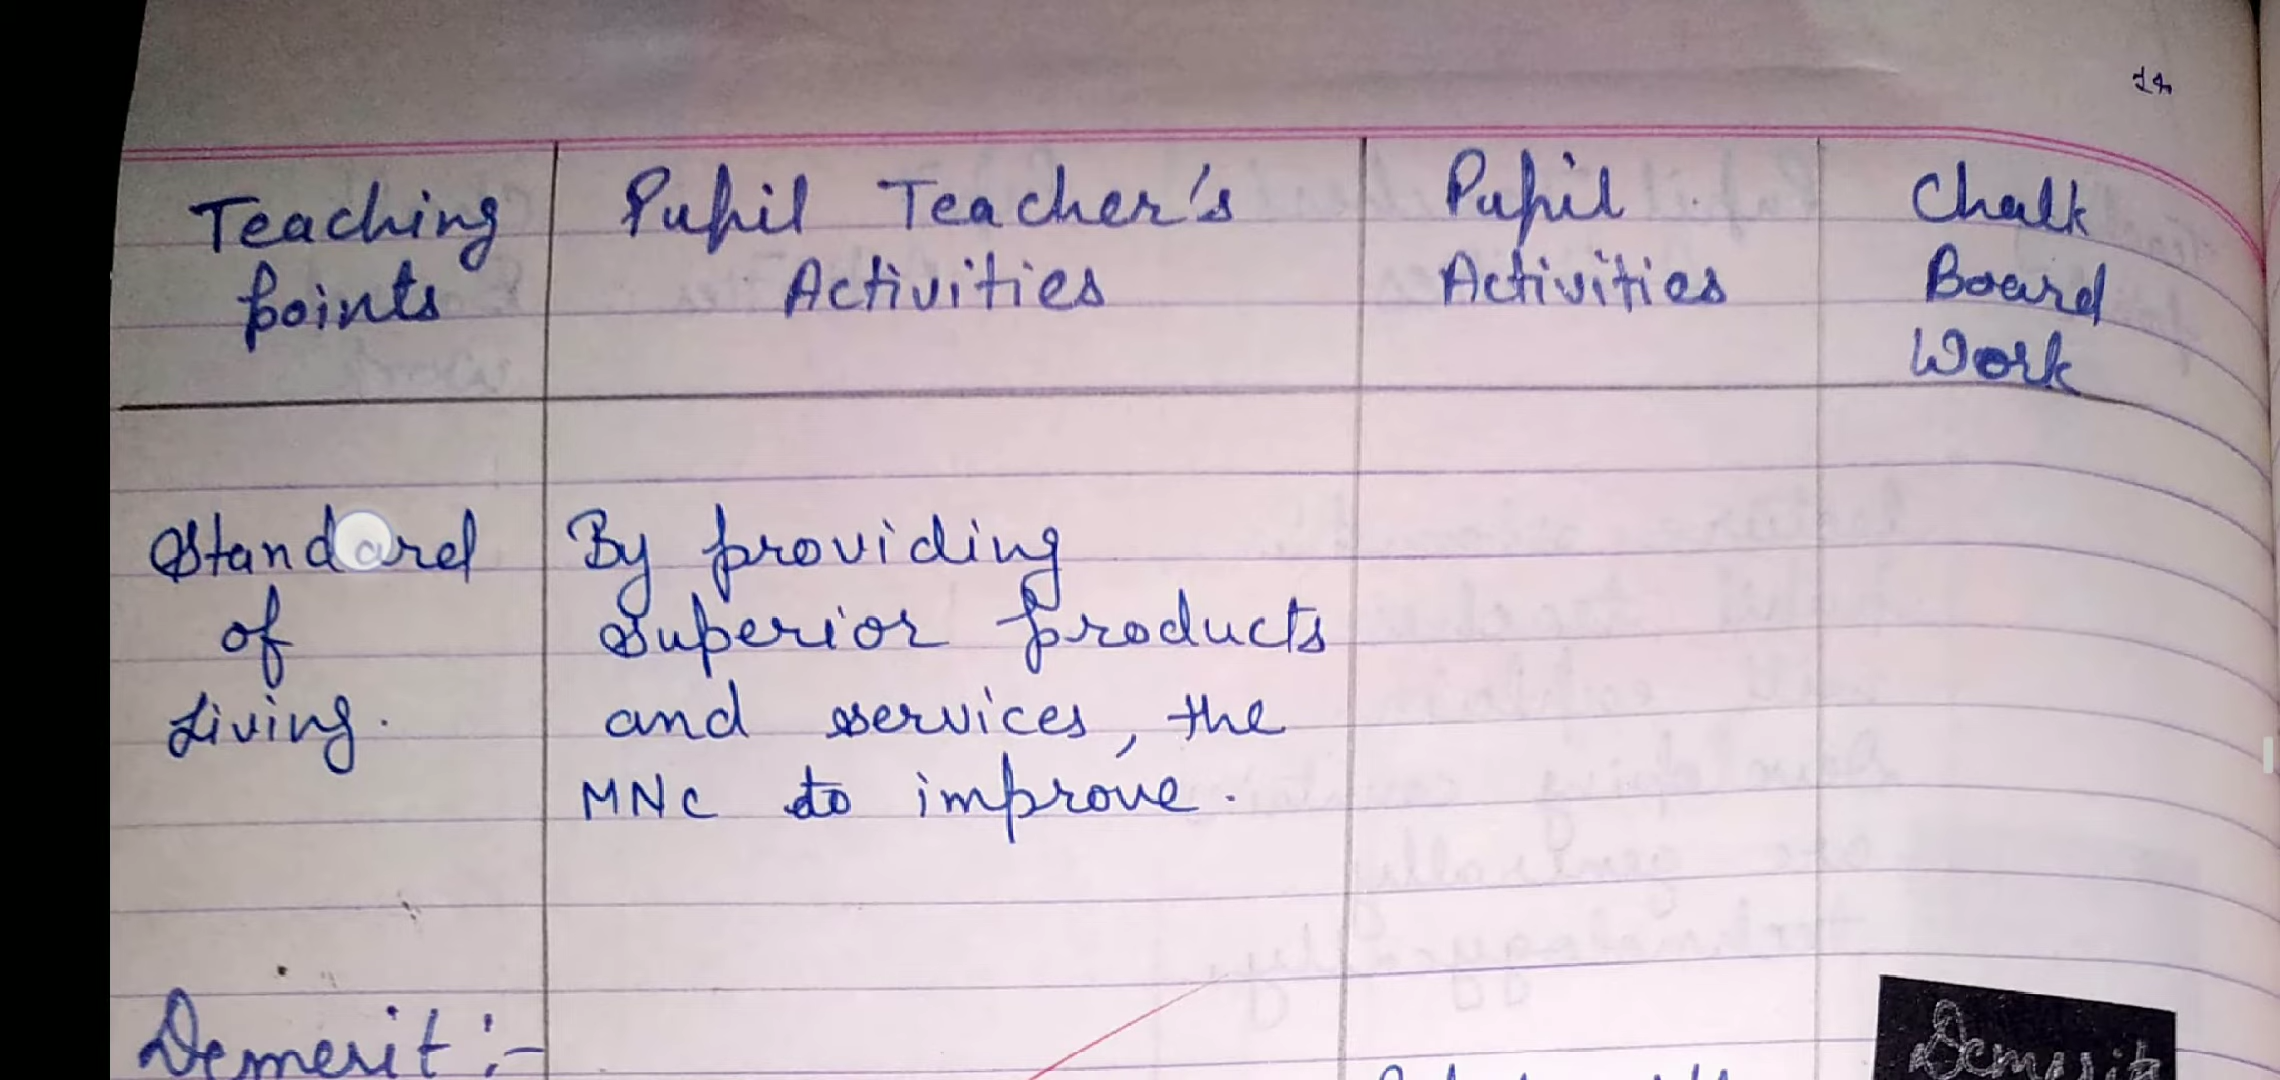 Teaching points
Pupil Teacher's Activities
Pupil Activities
Chalk Board Work
Standard
of
Living.
By providing
superior products
and services, the
MNC to improve.
Demerit :-
Demerit